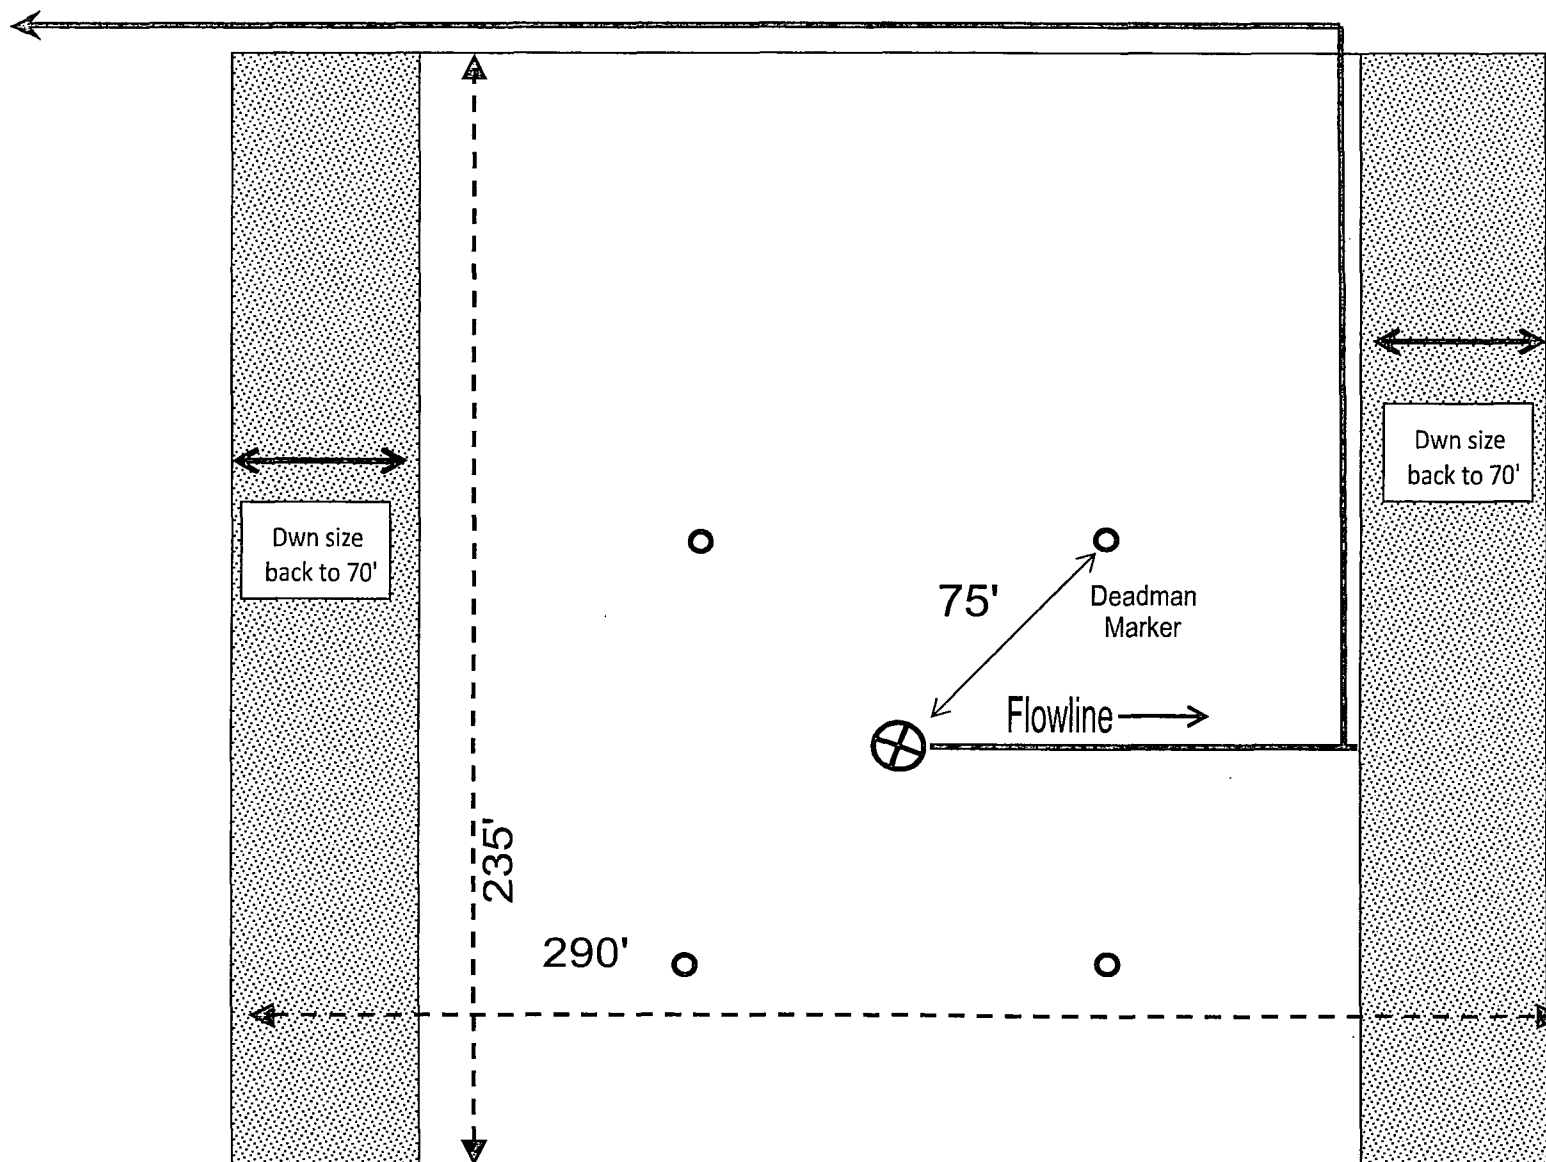 Dwn size
back to 70'
Dwn size
back to 70'
75'
Deadman
Marker
Flowline
235'
290'